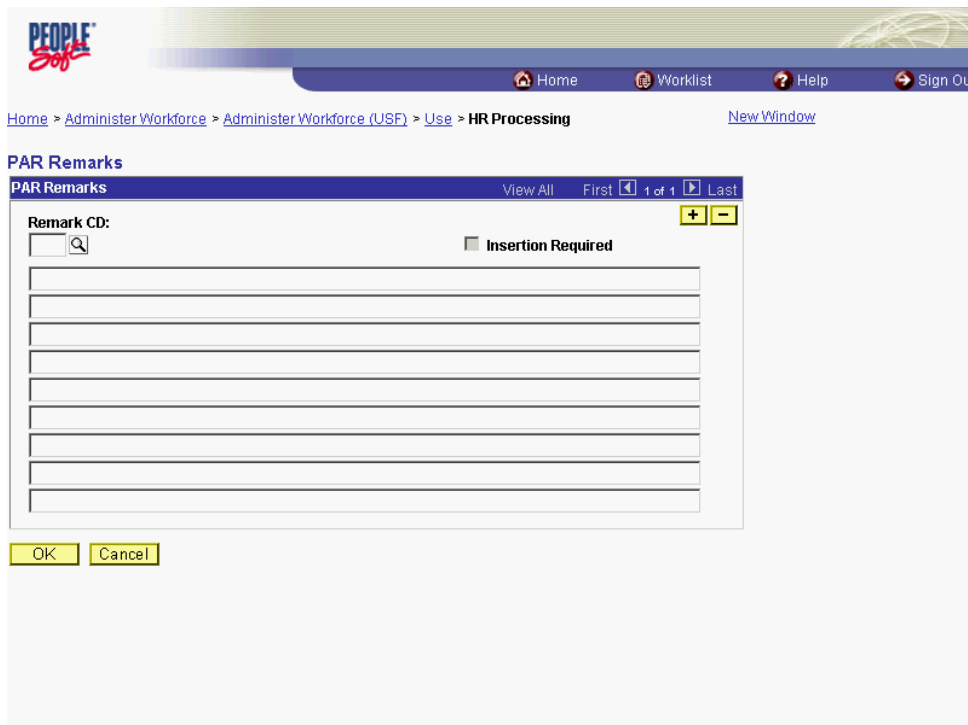 PEOPLE
Soft
Home Worklist Help Sign Ou
Home > Administer Workforce > Administer Workforce (USF) > Use > HR Processing New Window
PAR Remarks
PAR Remarks View All First 1 of 1 Last
+ -
Remark CD:
Insertion Required
OK Cancel